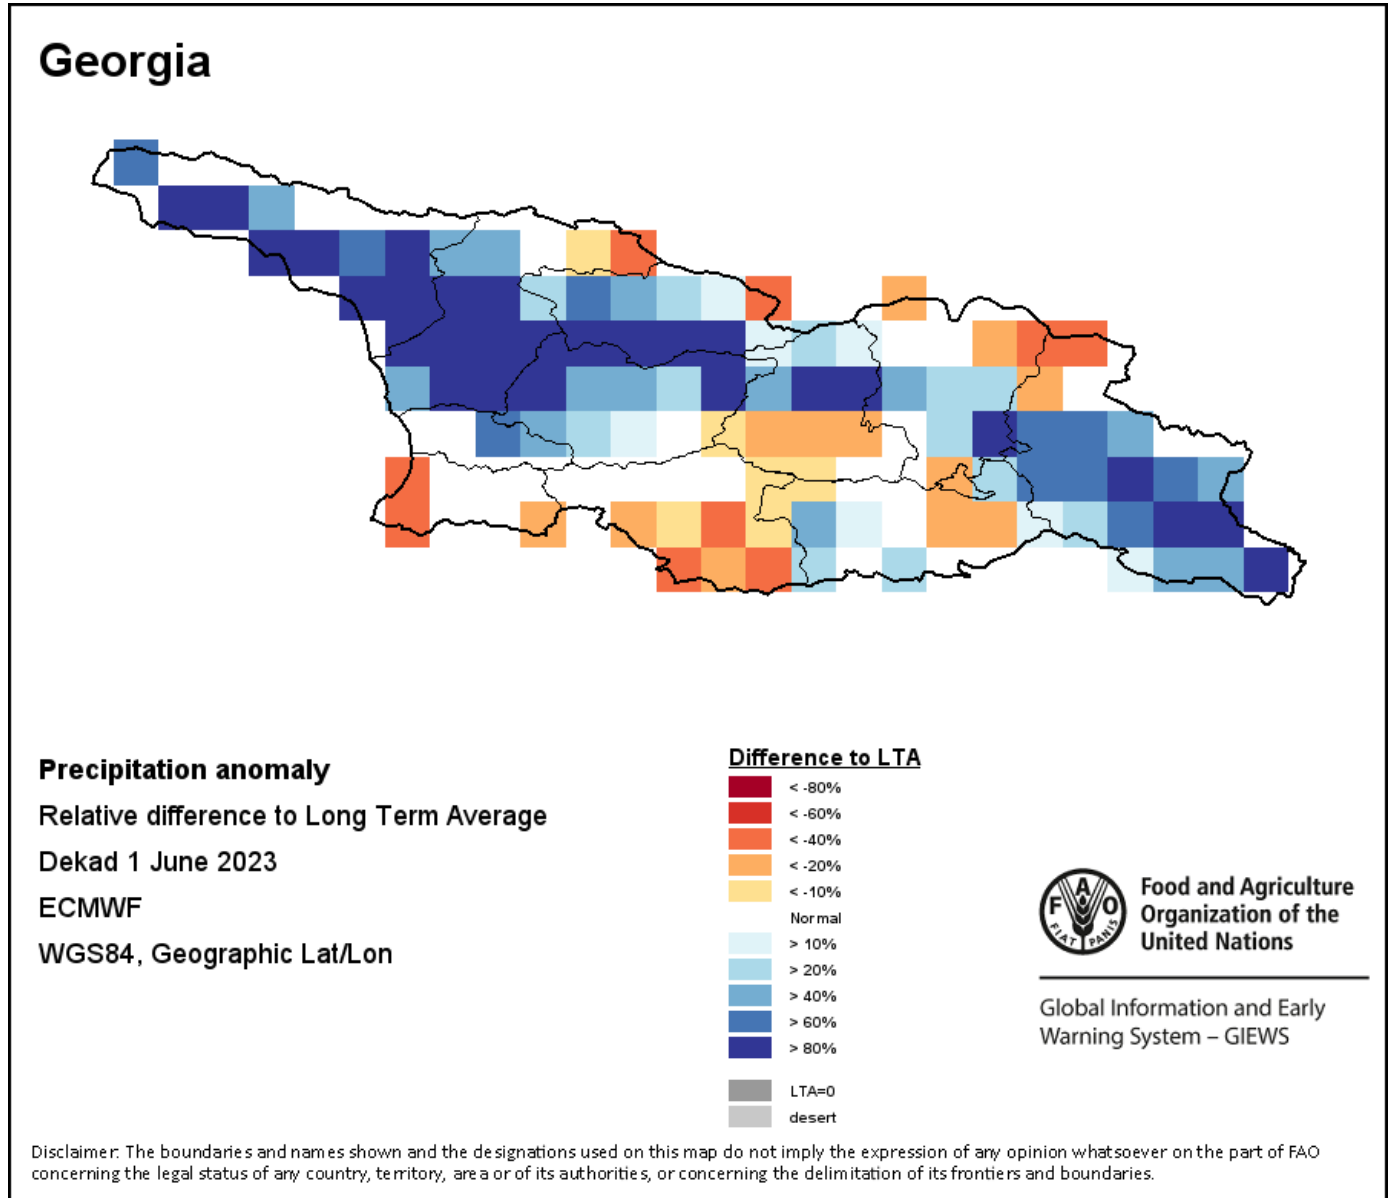 Georgia
Precipitation anomaly
Relative difference to Long Term Average
Dekad 1 June 2023
ECMWF
WGS84, Geographic Lat/Lon
Difference to LTA
< -80%
< -60%
< -40%
< -20%
< -10%
Normal
> 10%
> 20%
> 40%
> 60%
> 80%
LTA=0
desert
F A O
FIAT PANIS
Food and Agriculture
Organization of the
United Nations
Global Information and Early
Warning System – GIEWS
Disclaimer: The boundaries and names shown and the designations used on this map do not imply the expression of any opinion whatsoever on the part of FAO
concerning the legal status of any country, territory, area or of its authorities, or concerning the delimitation of its frontiers and boundaries.